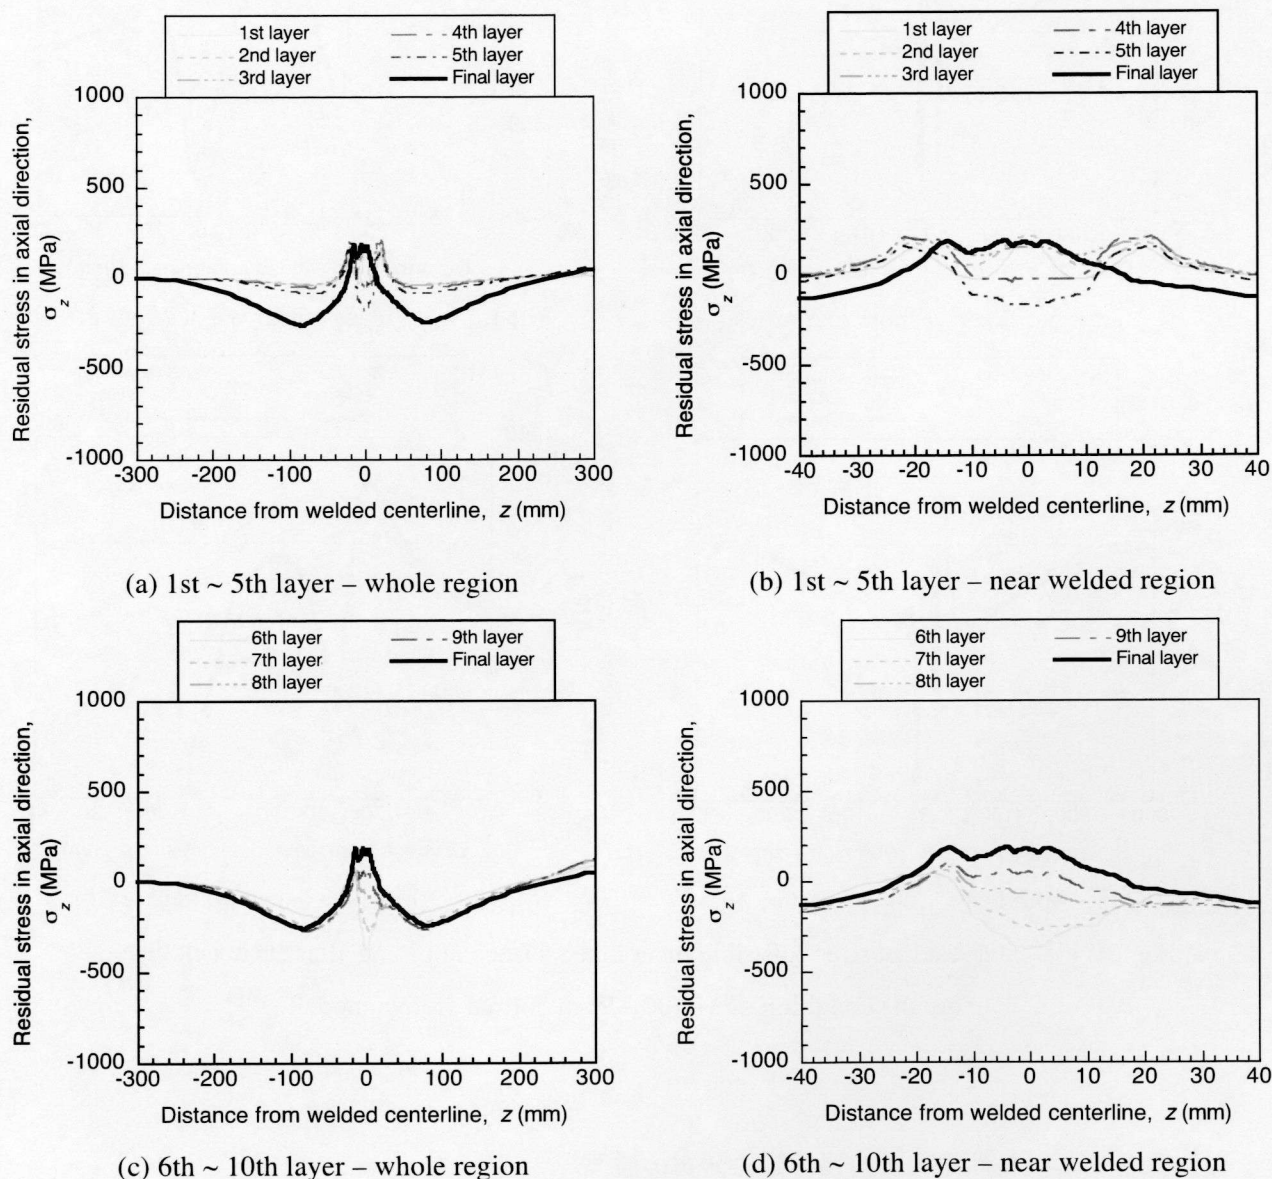 1st layer 4th layer
2nd layer 5th layer
3rd layer Final layer
Residual stress in axial direction,
σz (MPa)
1000
500
0
-500
-1000
-300 -200 -100 0 100 200 300
Distance from welded centerline, z (mm)
(a) 1st ~ 5th layer – whole region
1st layer 4th layer
2nd layer 5th layer
3rd layer Final layer
Residual stress in axial direction,
σz (MPa)
1000
500
0
-500
-1000
-40 -30 -20 -10 0 10 20 30 40
Distance from welded centerline, z (mm)
(b) 1st ~ 5th layer – near welded region
6th layer 9th layer
7th layer Final layer
8th layer
Residual stress in axial direction,
σz (MPa)
1000
500
0
-500
-1000
-300 -200 -100 0 100 200 300
Distance from welded centerline, z (mm)
(c) 6th ~ 10th layer – whole region
6th layer 9th layer
7th layer Final layer
8th layer
Residual stress in axial direction,
σz (MPa)
1000
500
0
-500
-1000
-40 -30 -20 -10 0 10 20 30 40
Distance from welded centerline, z (mm)
(d) 6th ~ 10th layer – near welded region